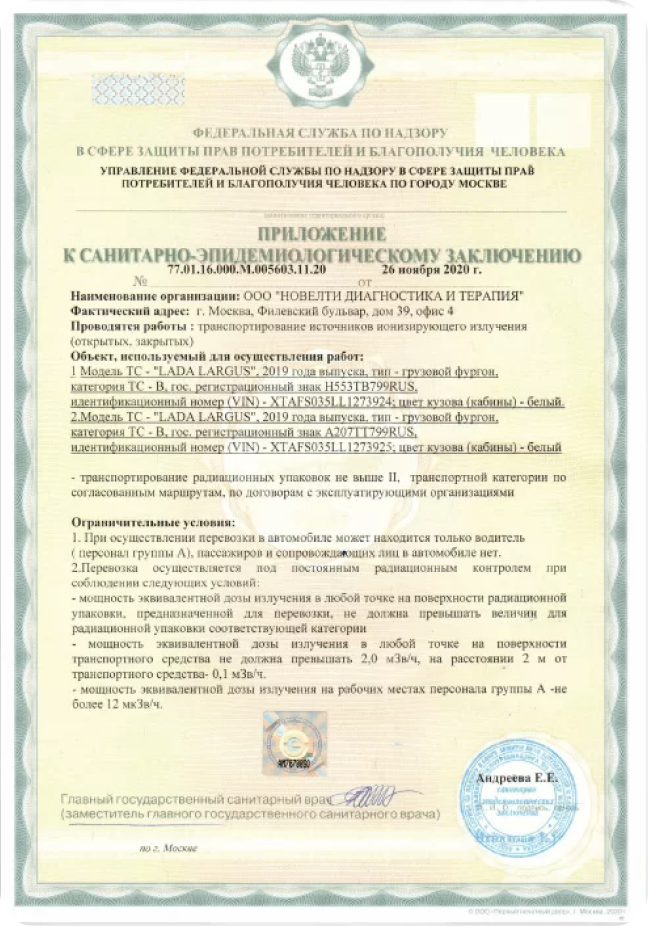 ФЕДЕРАЛЬНАЯ СЛУЖБА ПО НАДЗОРУ
В СФЕРЕ ЗАЩИТЫ ПРАВ ПОТРЕБИТЕЛЕЙ И БЛАГОПОЛУЧИЯ ЧЕЛОВЕКА
УПРАВЛЕНИЕ ФЕДЕРАЛЬНОЙ СЛУЖБЫ ПО НАДЗОРУ В СФЕРЕ ЗАЩИТЫ ПРАВ
ПОТРЕБИТЕЛЕЙ И БЛАГОПОЛУЧИЯ ЧЕЛОВЕКА ПО ГОРОДУ МОСКВЕ
ПРИЛОЖЕНИЕ
К САНИТАРНО-ЭПИДЕМИОЛОГИЧЕСКОМУ ЗАКЛЮЧЕНИЮ
№ 77.01.16.000.М.005603.11.20 от 26 ноября 2020 г.
Наименование организации: ООО "НОВЕЛТИ ДИАГНОСТИКА И ТЕРАПИЯ"
Фактический адрес: г. Москва, Филевский бульвар, дом 39, офис 4
Проводятся работы : транспортирование источников ионизирующего излучения
(открытых, закрытых)
Объект, используемый для осуществления работ:
1 Модель ТС - "LADA LARGUS", 2019 года выпуска, тип - грузовой фургон,
категория ТС - В, гос. регистрационный знак Н553ТВ799RUS,
идентификационный номер (VIN) - XTAFS035LL1273924; цвет кузова (кабины) - белый.
2.Модель ТС - "LADA LARGUS", 2019 года выпуска, тип - грузовой фургон,
категория ТС - В, гос. регистрационный знак А207ТТ799RUS,
идентификационный номер (VIN) - XTAFS035LL1273925; цвет кузова (кабины) - белый
- транспортирование радиационных упаковок не выше II, транспортной категории по
согласованным маршрутам, по договорам с эксплуатирующими организациями
Ограничительные условия:
1. При осуществлении перевозки в автомобиле может находится только водитель
( персонал группы А), пассажиров и сопровождающих лиц в автомобиле нет.
2.Перевозка осуществляется под постоянным радиационным контролем при
соблюдении следующих условий:
- мощность эквивалентной дозы излучения в любой точке на поверхности радиационной
упаковки, предназначенной для перевозки, не должна превышать величин для
радиационной упаковки соответствующей категории
- мощность эквивалентной дозы излучения в любой точке на поверхности
транспортного средства не должна превышать 2,0 мЗв/ч, на расстоянии 2 м от
транспортного средства- 0,1 мЗв/ч.
- мощность эквивалентной дозы излучения на рабочих местах персонала группы А -не
более 12 мкЗв/ч.
Андреева Е.Е.
Главный государственный санитарный врач
(заместитель главного государственного санитарного врача)
по г. Москве